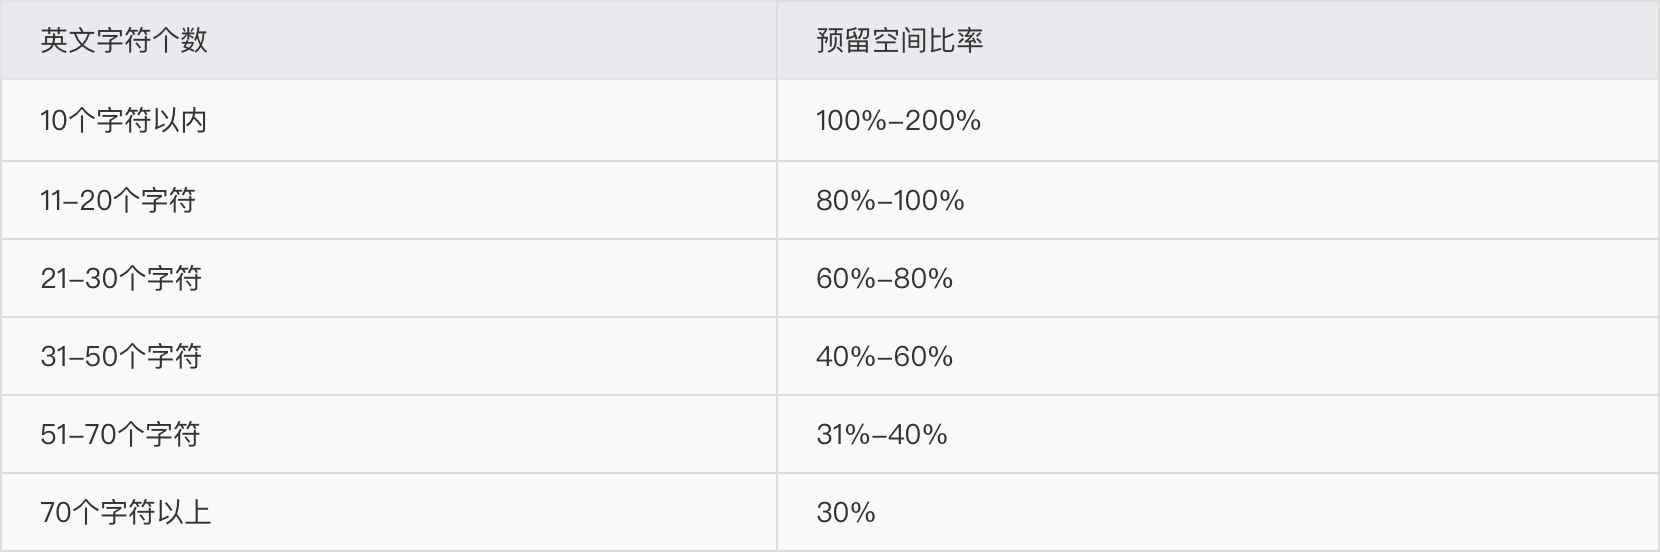 英文字符个数 预留空间比率
10个字符以内 100%–200%
11–20个字符 80%–100%
21–30个字符 60%–80%
31–50个字符 40%–60%
51–70个字符 31%–40%
70个字符以上 30%